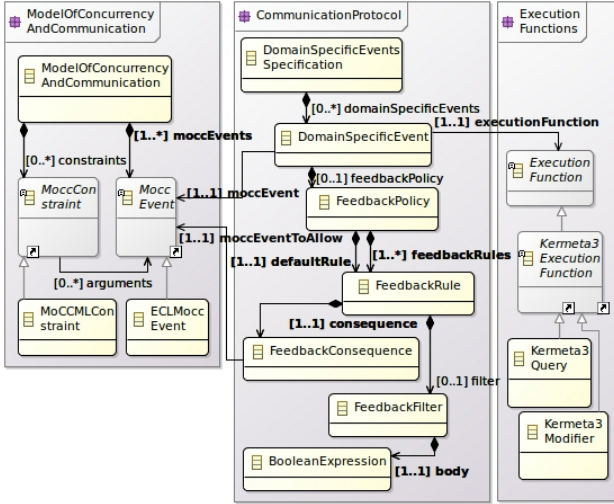 ModelOfConcurrency
AndCommunication
ModelOfConcurrency
AndCommunication
[1..*] moccEvents
[0..*] constraints
MoccCon
straint
Mocc
Event
[0..*] arguments
MoCCMLCon
straint
ECLMocc
Event
CommunicationProtocol
DomainSpecificEvents
Specification
[0..*] domainSpecificEvents
DomainSpecificEvent
[1..1] executionFunction
[0..1] feedbackPolicy
[1..1] moccEvent
FeedbackPolicy
[1..1] moccEventToAllow
[1..1] defaultRule
[1..*] feedbackRules
FeedbackRule
[1..1] consequence
FeedbackConsequence
[0..1] filter
FeedbackFilter
BooleanExpression
[1..1] body
Execution
Functions
Execution
Function
Kermeta3
Execution
Function
Kermeta3
Query
Kermeta3
Modifier